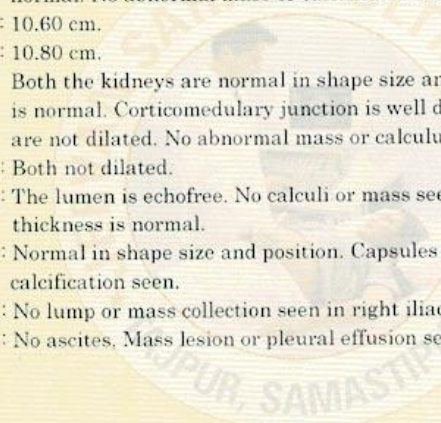 : 10.60 cm.
: 10.80 cm.
Both the kidneys are normal in shape size an
is normal. Corticomedulary junction is well d
are not dilated. No abnormal mass or calculu
: Both not dilated.
: The lumen is echofree. No calculi or mass see
thickness is normal.
: Normal in shape size and position. Capsules
calcification seen.
: No lump or mass collection seen in right iliac
: No ascites, Mass lesion or pleural effusion se
JPUR, SAMASTIP